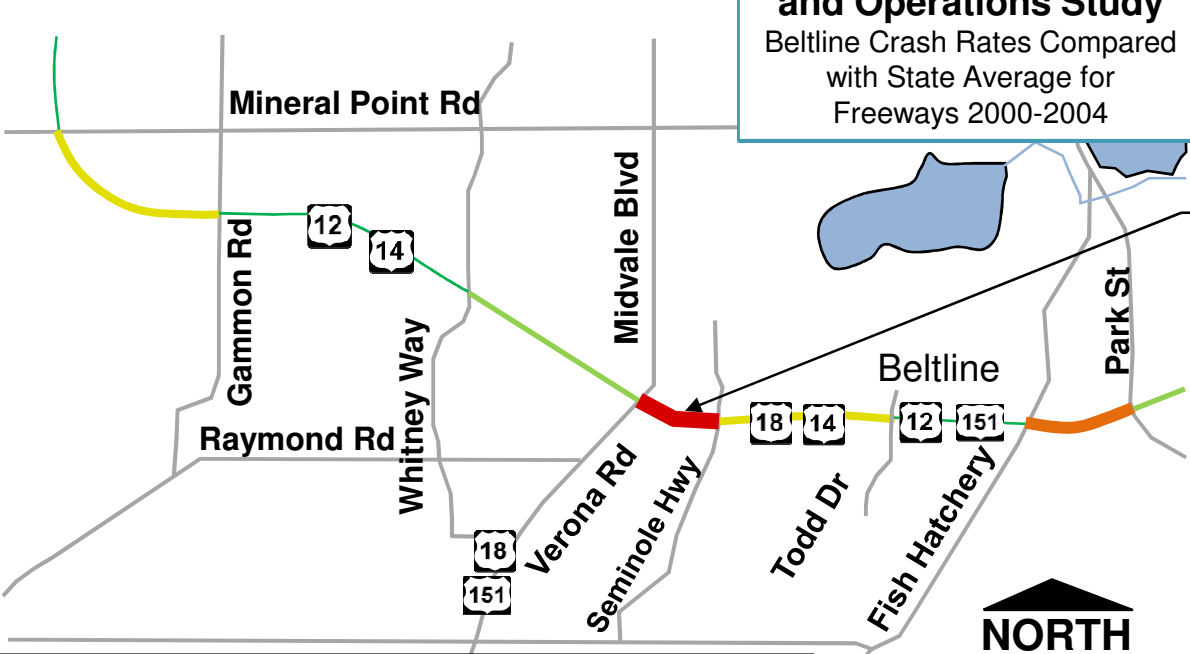 and Operations Study
Beltline Crash Rates Compared
with State Average for
Freeways 2000-2004
Mineral Point Rd
Midvale Blvd
12
14
Gammon Rd
Whitney Way
Park St
Beltline
18
14
12
151
Raymond Rd
Verona Rd
Seminole Hwy
Todd Dr
Fish Hatchery
18
151
NORTH